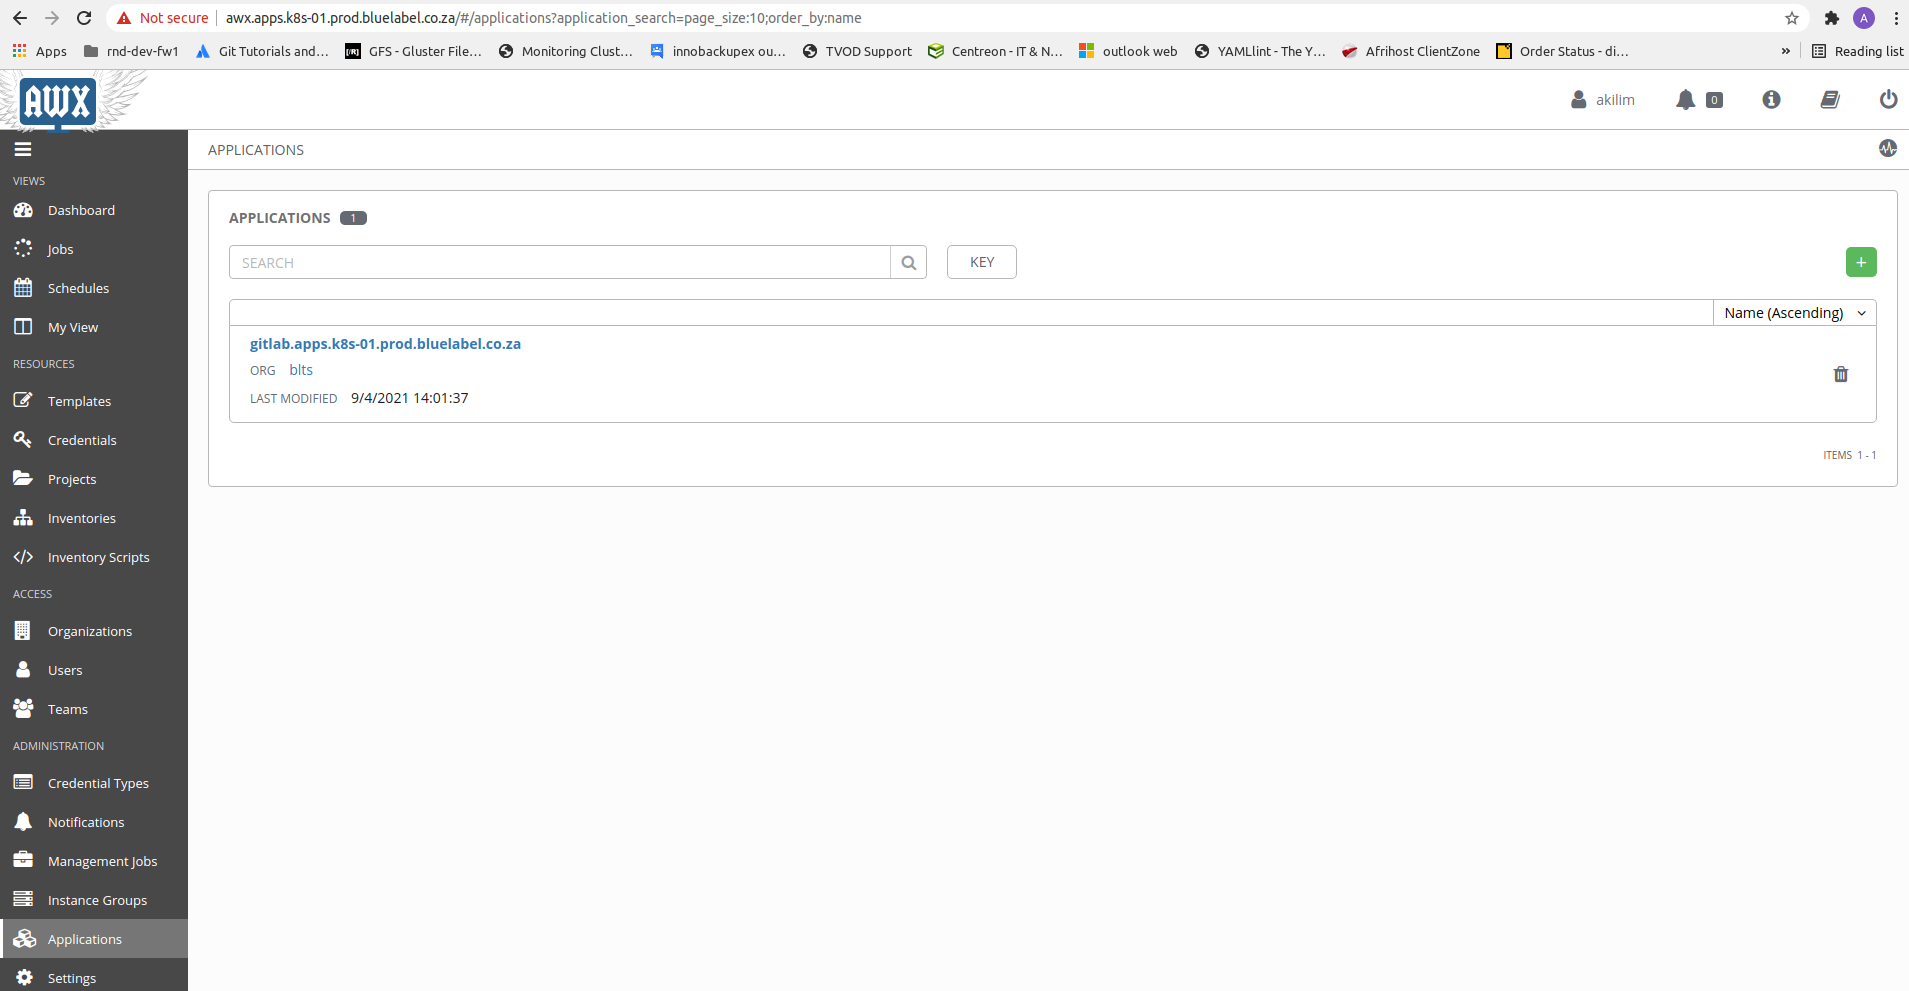 Not secure awx.apps.k8s-01.prod.bluelabel.co.za/#/applications?application_search=page_size:10;order_by:name A
Apps rnd-dev-fw1 Git Tutorials and... [/R] GFS - Gluster File... Monitoring Clust... innobackupex ou... TVOD Support Centreon - IT & N... outlook web YAMLlint - The Y... Afrihost ClientZone Order Status - di... » Reading list
AWX
akilim 0
APPLICATIONS
VIEWS
Dashboard
Jobs
Schedules
My View
RESOURCES
Templates
Credentials
Projects
Inventories
Inventory Scripts
ACCESS
Organizations
Users
Teams
ADMINISTRATION
Credential Types
Notifications
Management Jobs
Instance Groups
Applications
Settings
APPLICATIONS 1
SEARCH KEY +
Name (Ascending)
gitlab.apps.k8s-01.prod.bluelabel.co.za
ORG blts
LAST MODIFIED 9/4/2021 14:01:37
ITEMS 1 - 1